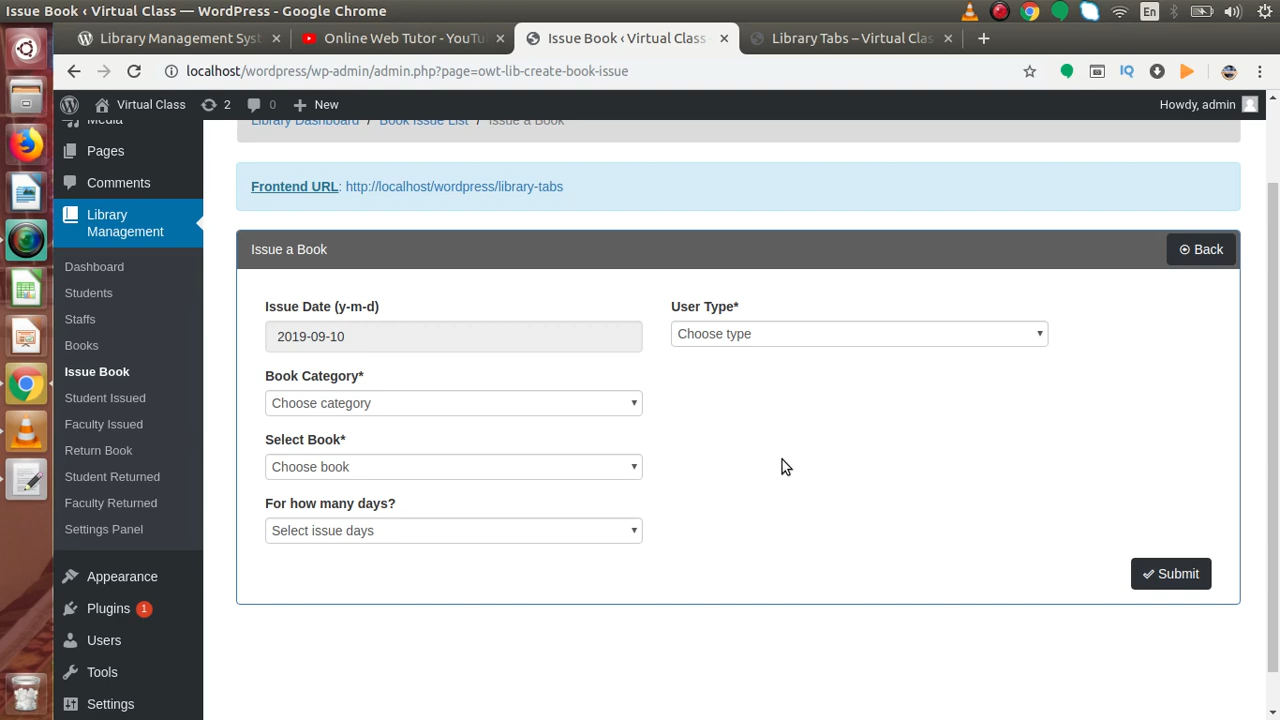 Issue Book ‹ Virtual Class — WordPress - Google Chrome
En
Library Management Syst
Online Web Tutor - YouTu
Issue Book ‹ Virtual Class
Library Tabs – Virtual Clas
localhost/wordpress/wp-admin/admin.php?page=owt-lib-create-book-issue
IQ
Virtual Class
2
0
New
Howdy, admin
Media
Pages
Comments
Library
Management
Dashboard
Students
Staffs
Books
Issue Book
Student Issued
Faculty Issued
Return Book
Student Returned
Faculty Returned
Settings Panel
Appearance
Plugins 1
Users
Tools
Settings
Library Dashboard / Book Issue List / Issue a Book
Frontend URL: http://localhost/wordpress/library-tabs
Issue a Book
Back
Issue Date (y-m-d)
2019-09-10
User Type*
Choose type
Book Category*
Choose category
Select Book*
Choose book
For how many days?
Select issue days
Submit